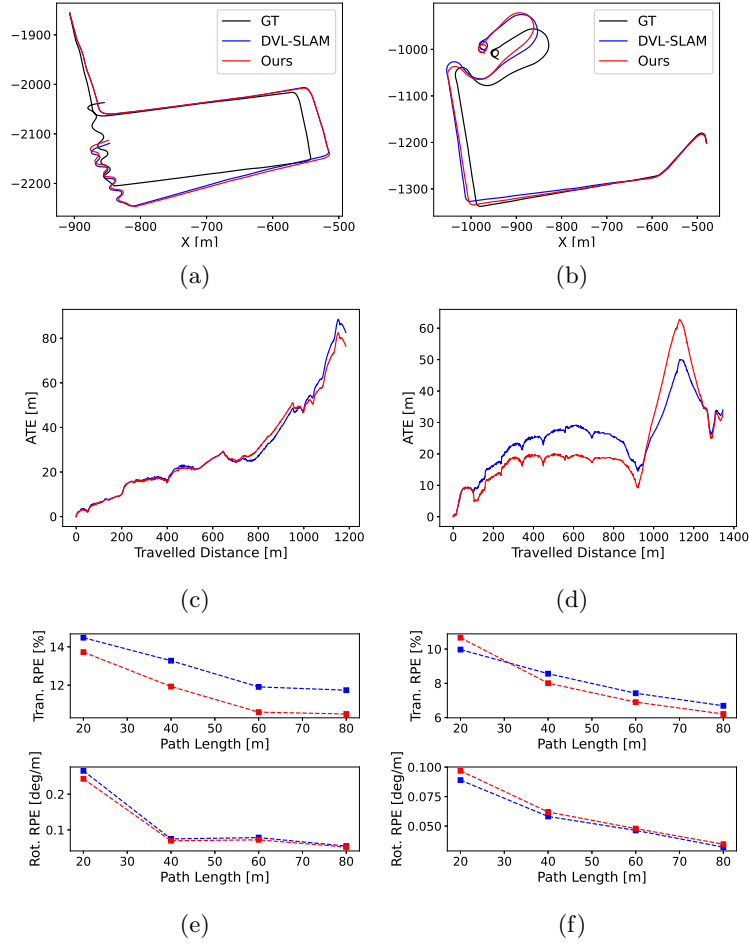 GT
DVL-SLAM
Ours
−1900
−2000
−2100
−2200
−900 −800 −700 −600 −500
X [m]
(a)
GT
DVL-SLAM
Ours
−1000
−1100
−1200
−1300
−1000 −900 −800 −700 −600 −500
X [m]
(b)
ATE [m]
80
60
40
20
0
0 200 400 600 800 1000 1200
Travelled Distance [m]
(c)
ATE [m]
60
50
40
30
20
10
0
0 200 400 600 800 1000 1200 1400
Travelled Distance [m]
(d)
Tran. RPE [%]
14
12
20 30 40 50 60 70 80
Path Length [m]
Rot. RPE [deg/m]
0.2
0.1
20 30 40 50 60 70 80
Path Length [m]
(e)
Tran. RPE [%]
10
8
6
20 30 40 50 60 70 80
Path Length [m]
Rot. RPE [deg/m]
0.100
0.075
0.050
20 30 40 50 60 70 80
Path Length [m]
(f)